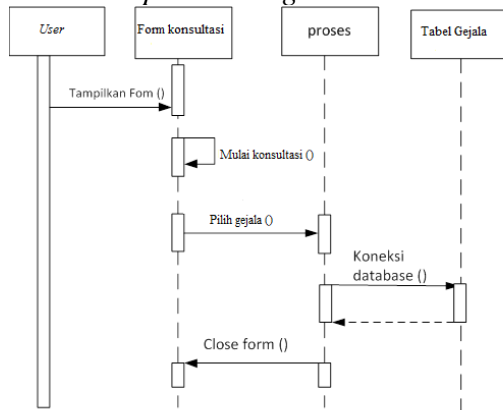 User
Form konsultasi
proses
Tabel Gejala
Tampilkan Fom ()
Mulai konsultasi ()
Pilih gejala ()
Koneksi
database ()
Close form ()